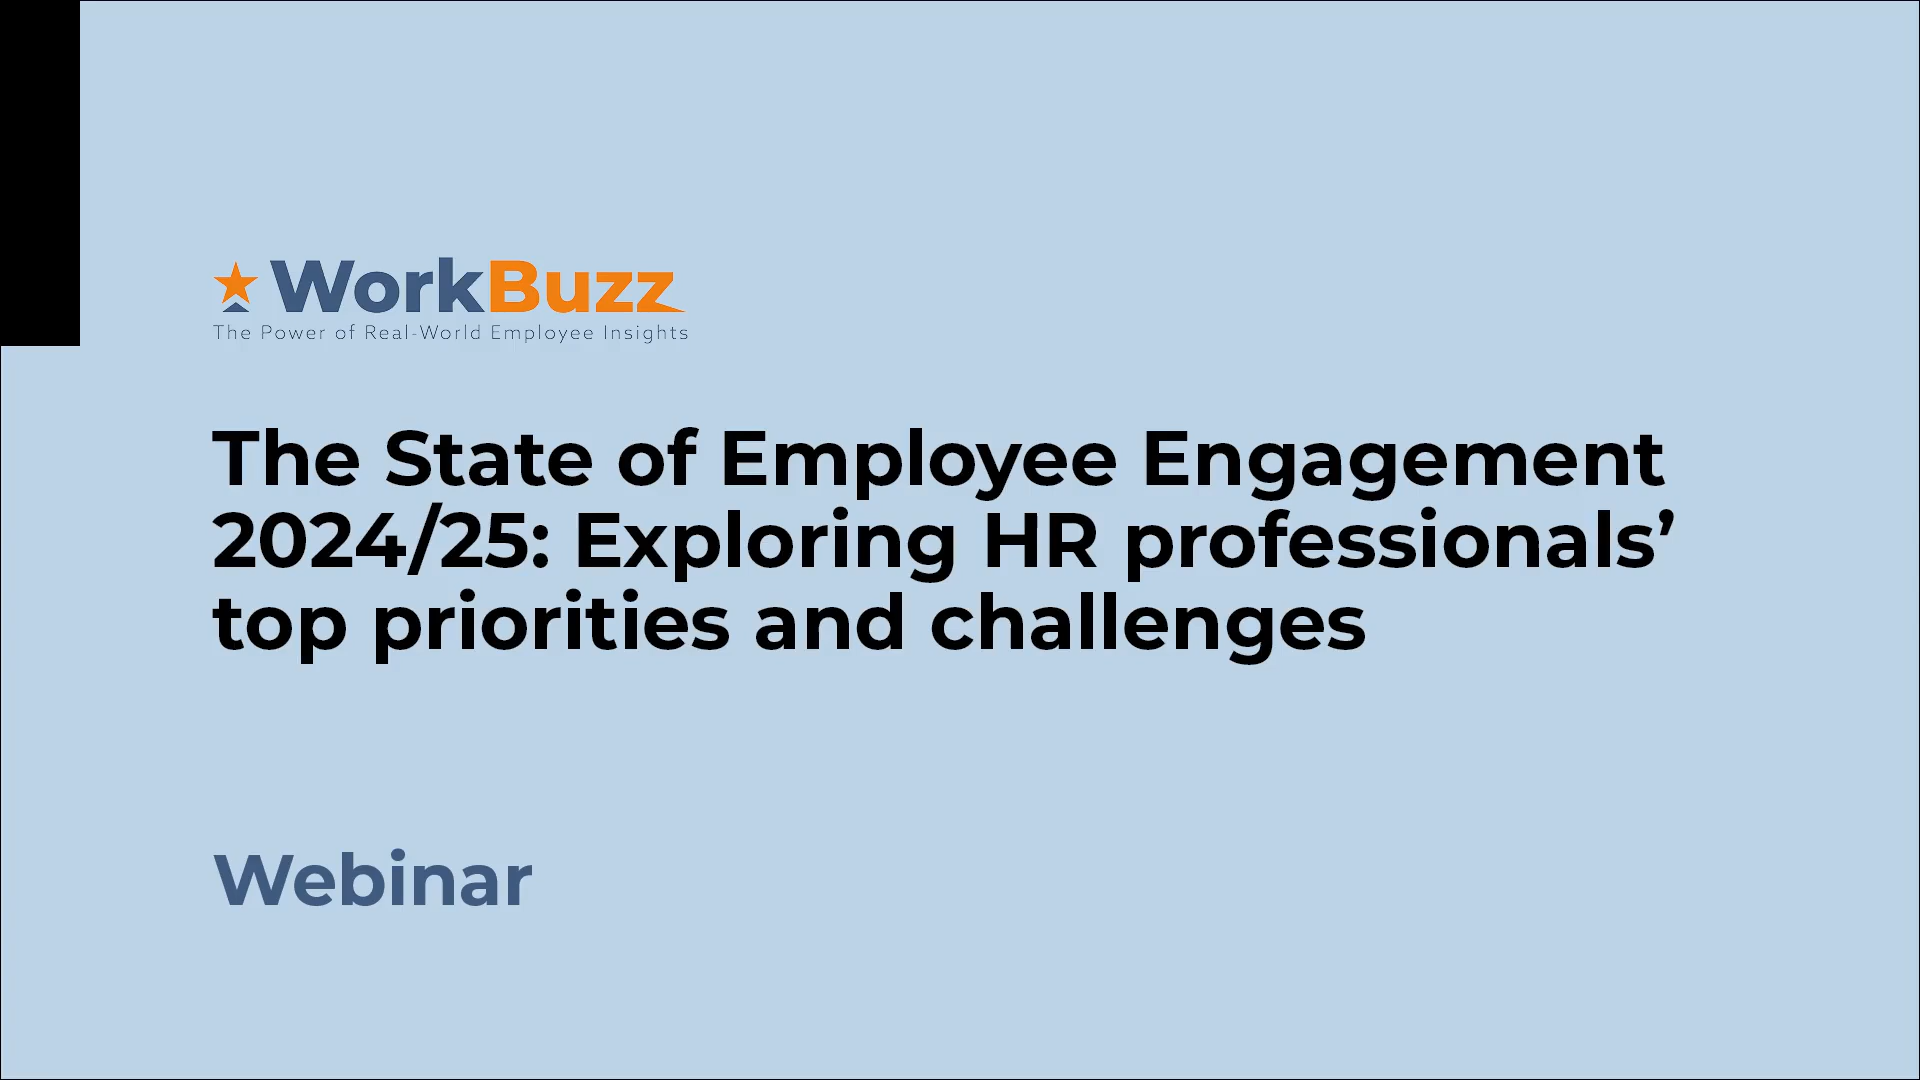 WorkBuzz
The Power of Real-World Employee Insights
The State of Employee Engagement
2024/25: Exploring HR professionals’
top priorities and challenges
Webinar